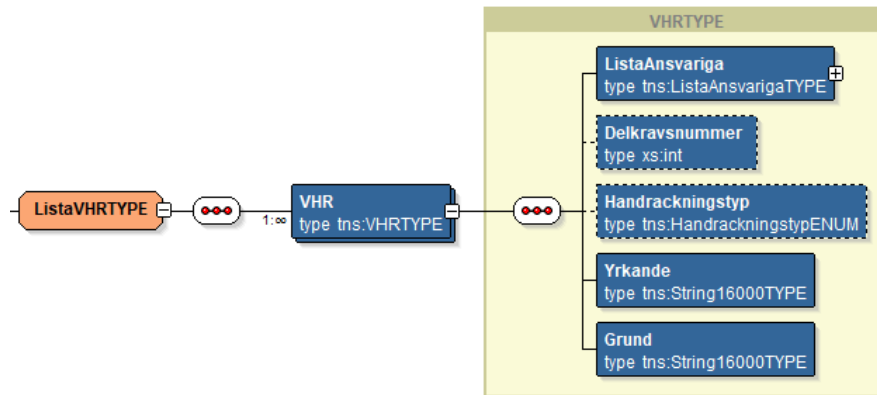 VHRTYPE
ListaAnsvariga
type tns:ListaAnsvarigaTYPE
Delkravsnummer
type xs:int
ListaVHRTYPE
VHR
type tns:VHRTYPE
1:∞
Handrackningstyp
type tns:HandrackningstypENUM
Yrkande
type tns:String16000TYPE
Grund
type tns:String16000TYPE